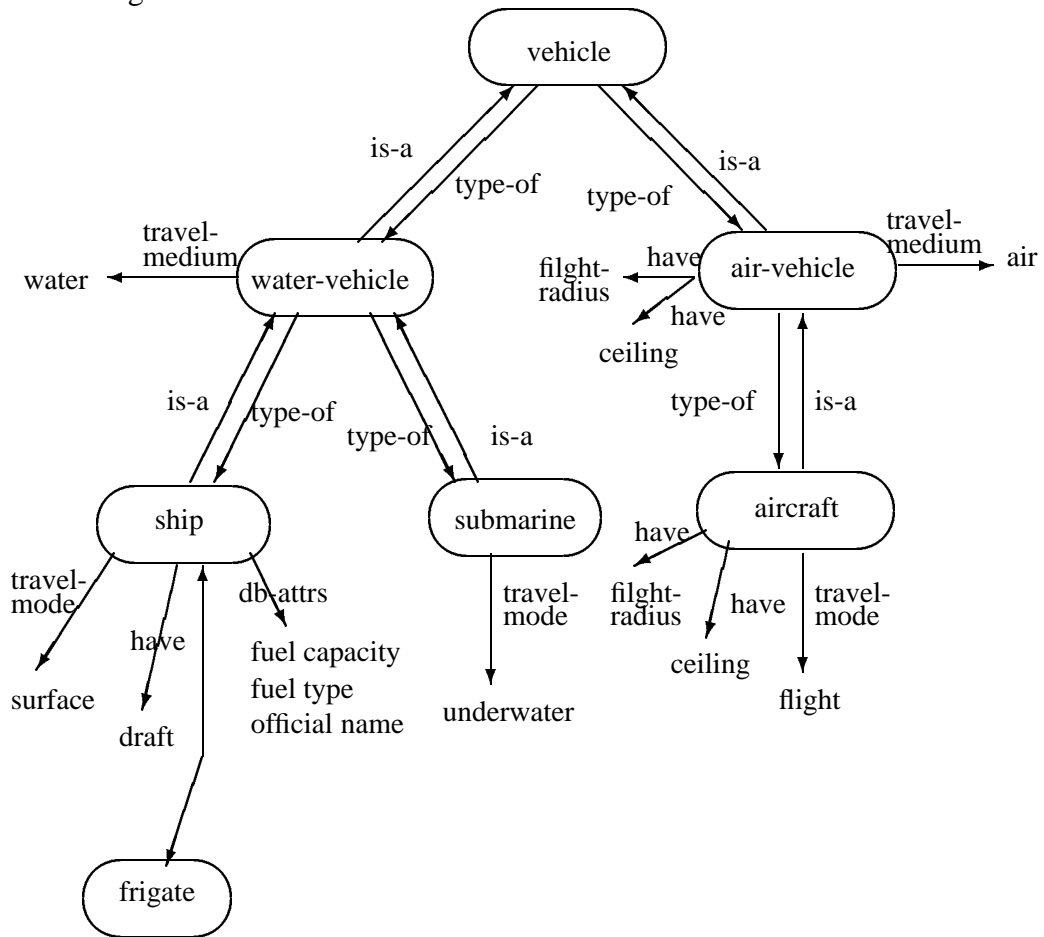 vehicle
is-a
type-of
is-a
type-of
travel-
medium
water
water-vehicle
have
filght-
radius
have
ceiling
air-vehicle
travel-
medium
air
is-a
type-of
type-of
is-a
type-of
is-a
ship
submarine
aircraft
travel-
mode
surface
have
draft
db-attrs
fuel capacity
fuel type
official name
travel-
mode
underwater
have
filght-
radius
have
ceiling
travel-
mode
flight
frigate